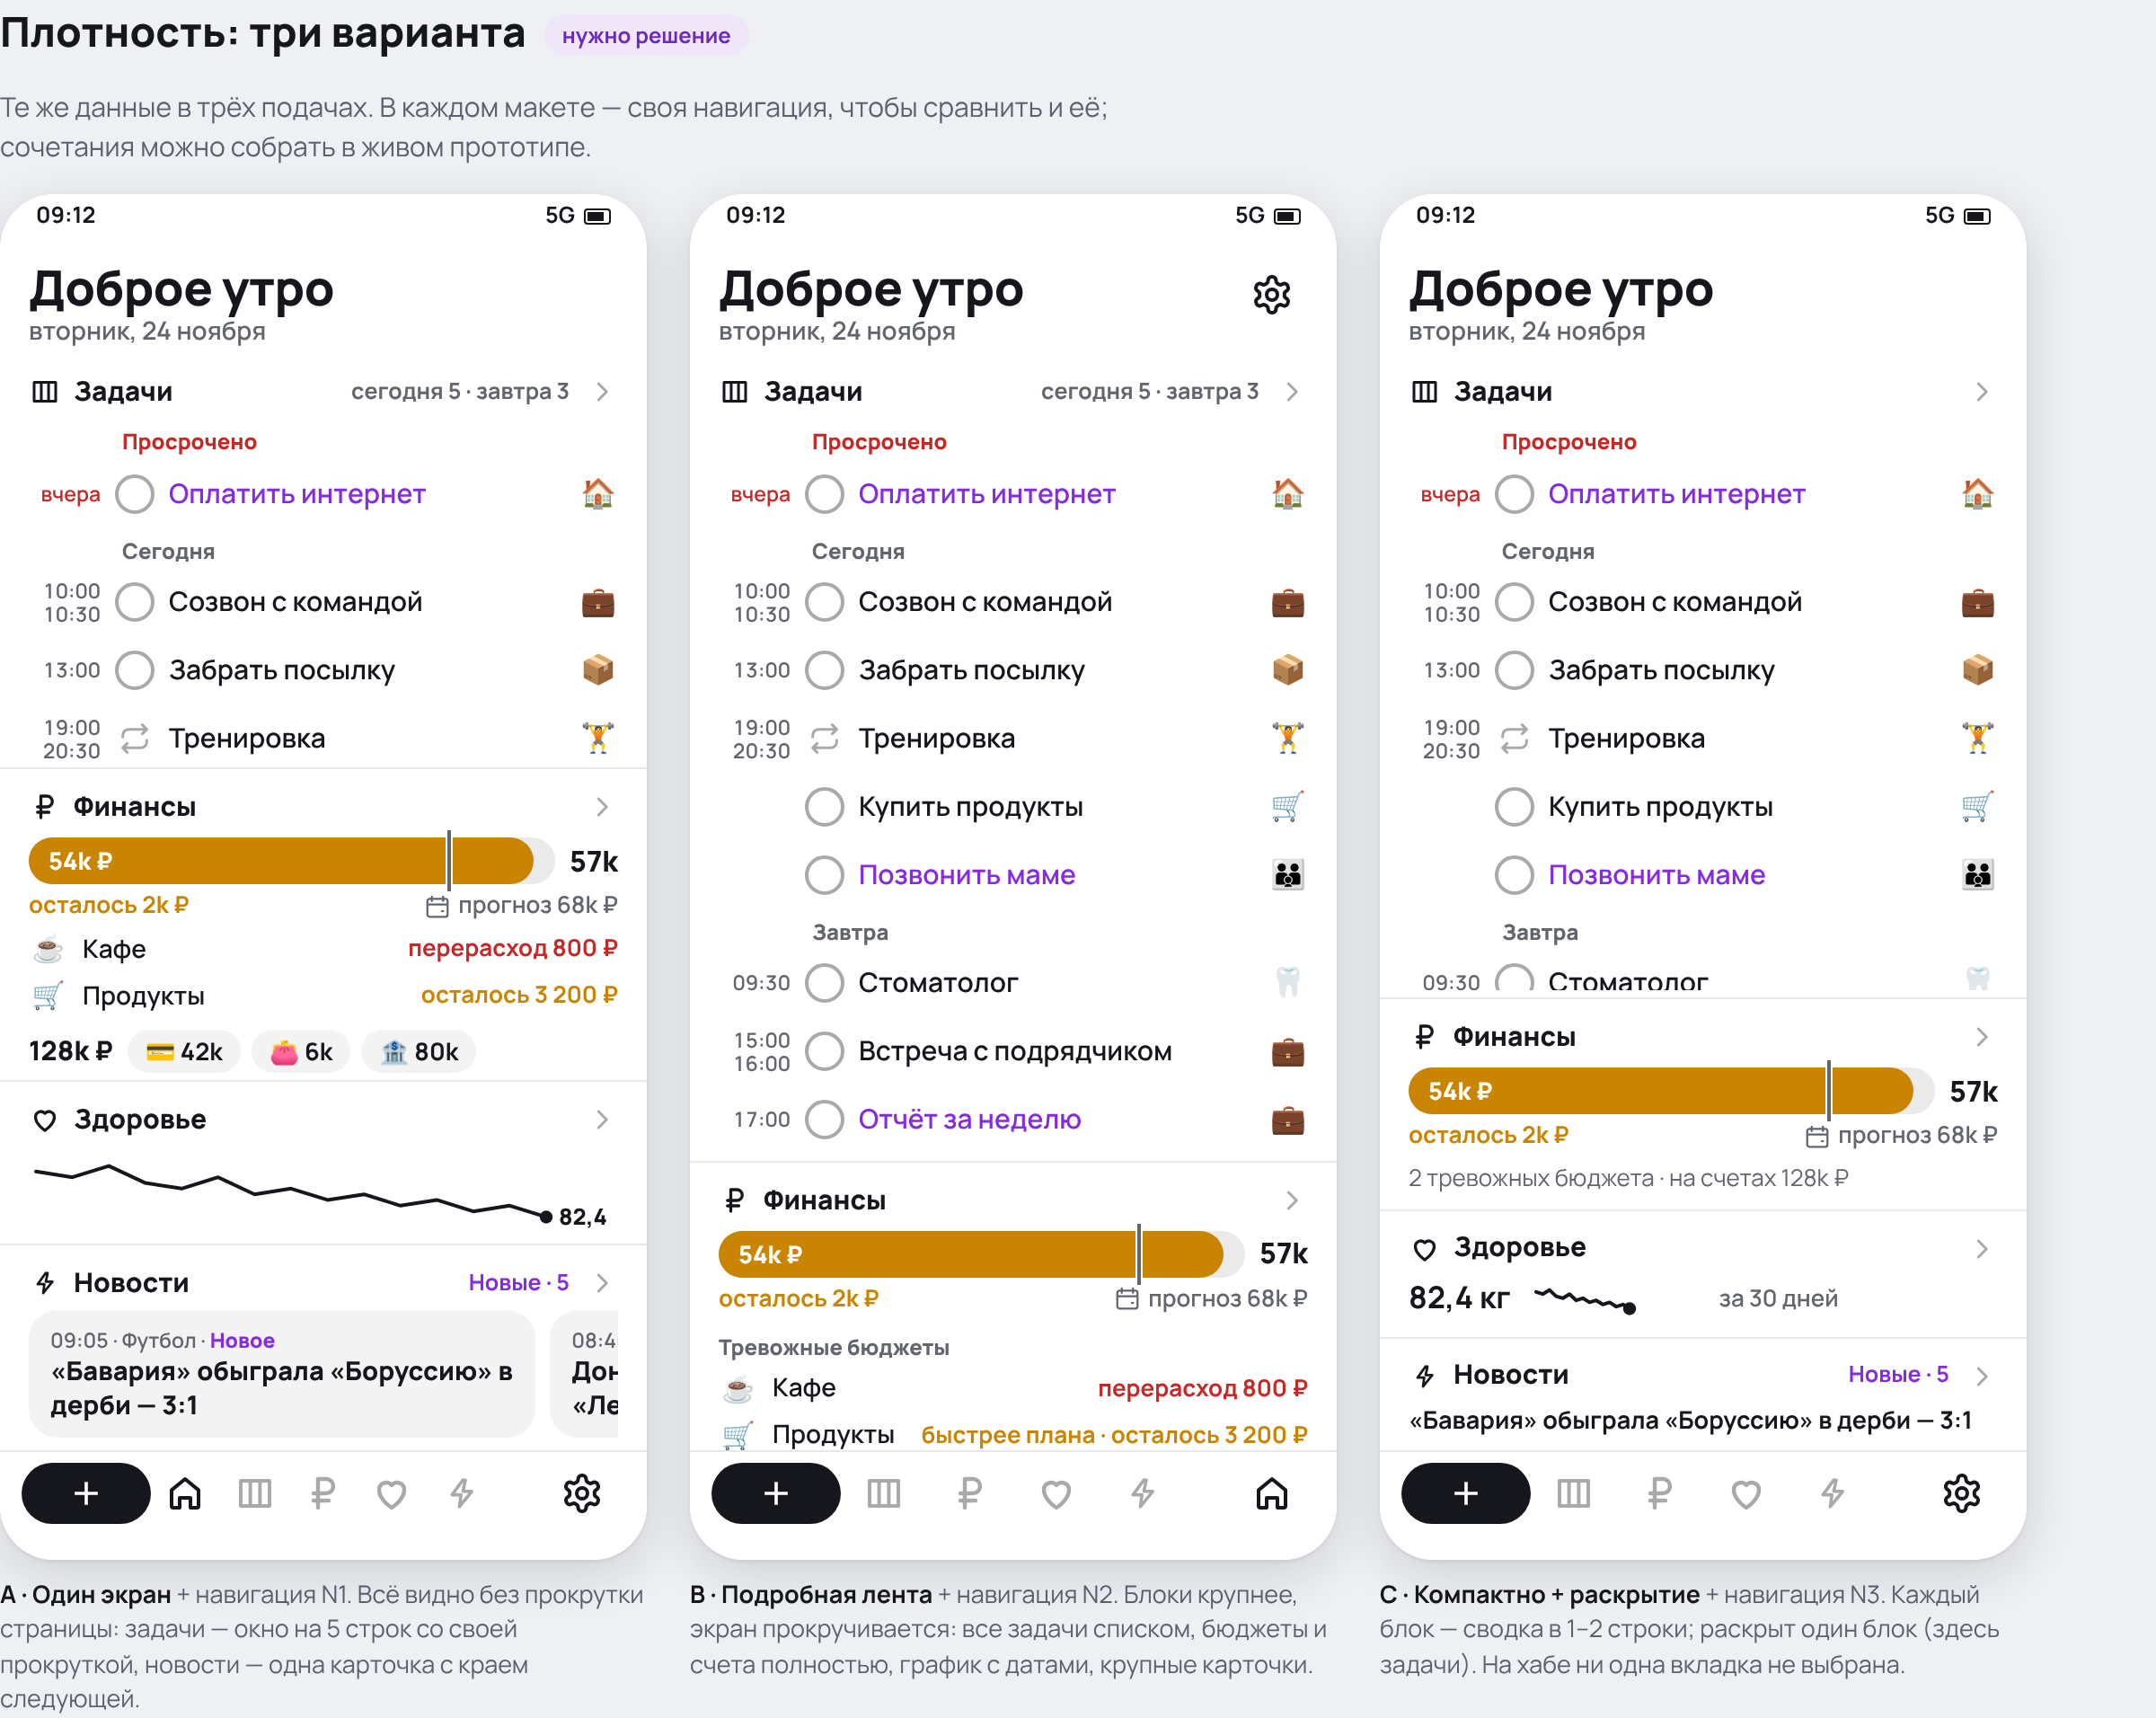 Плотность: три варианта нужно решение
Те же данные в трёх подачах. В каждом макете — своя навигация, чтобы сравнить и её;
сочетания можно собрать в живом прототипе.
09:12 5G
Доброе утро
вторник, 24 ноября
Задачи сегодня 5 · завтра 3
Просрочено
вчера Оплатить интернет
Сегодня
10:00
10:30
Созвон с командой
13:00 Забрать посылку
19:00
20:30
Тренировка
₽ Финансы
54k ₽ 57k
осталось 2k ₽ прогноз 68k ₽
Кафе перерасход 800 ₽
Продукты осталось 3 200 ₽
128k ₽ 42k 6k 80k
Здоровье
82,4
Новости Новые · 5
09:05 · Футбол · Новое
«Бавария» обыграла «Боруссию» в
дерби — 3:1
08:4
Дон
«Ле
+ ₽
A · Один экран + навигация N1. Всё видно без прокрутки
страницы: задачи — окно на 5 строк со своей
прокруткой, новости — одна карточка с краем
следующей.
09:12 5G
Доброе утро
вторник, 24 ноября
Задачи сегодня 5 · завтра 3
Просрочено
вчера Оплатить интернет
Сегодня
10:00
10:30
Созвон с командой
13:00 Забрать посылку
19:00
20:30
Тренировка
Купить продукты
Позвонить маме
Завтра
09:30 Стоматолог
15:00
16:00
Встреча с подрядчиком
17:00 Отчёт за неделю
₽ Финансы
54k ₽ 57k
осталось 2k ₽ прогноз 68k ₽
Тревожные бюджеты
Кафе перерасход 800 ₽
Продукты быстрее плана · осталось 3 200 ₽
+ ₽
B · Подробная лента + навигация N2. Блоки крупнее,
экран прокручивается: все задачи списком, бюджеты и
счета полностью, график с датами, крупные карточки.
09:12 5G
Доброе утро
вторник, 24 ноября
Задачи
Просрочено
вчера Оплатить интернет
Сегодня
10:00
10:30
Созвон с командой
13:00 Забрать посылку
19:00
20:30
Тренировка
Купить продукты
Позвонить маме
Завтра
09:30 Стоматолог
₽ Финансы
54k ₽ 57k
осталось 2k ₽ прогноз 68k ₽
2 тревожных бюджета · на счетах 128k ₽
Здоровье
82,4 кг за 30 дней
Новости Новые · 5
«Бавария» обыграла «Боруссию» в дерби — 3:1
+ ₽
C · Компактно + раскрытие + навигация N3. Каждый
блок — сводка в 1–2 строки; раскрыт один блок (здесь
задачи). На хабе ни одна вкладка не выбрана.